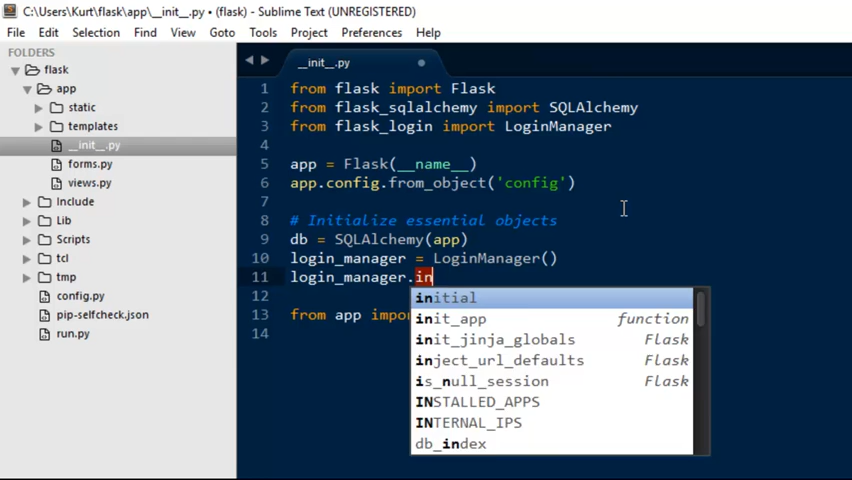 C:\Users\Kurt\flask\app\__init__.py • (flask) - Sublime Text (UNREGISTERED)
File Edit Selection Find View Goto Tools Project Preferences Help
FOLDERS
flask
app
static
templates
__init__.py
forms.py
views.py
Include
Lib
Scripts
tcl
tmp
config.py
pip-selfcheck.json
run.py
__init__.py
1 from flask import Flask
2 from flask_sqlalchemy import SQLAlchemy
3 from flask_login import LoginManager
4
5 app = Flask(__name__)
6 app.config.from_object('config')
7
8 # Initialize essential objects
9 db = SQLAlchemy(app)
10 login_manager = LoginManager()
11 login_manager.in
12
13 from app impo
14
initial
init_app function
init_jinja_globals Flask
inject_url_defaults Flask
is_null_session Flask
INSTALLED_APPS
INTERNAL_IPS
db_index